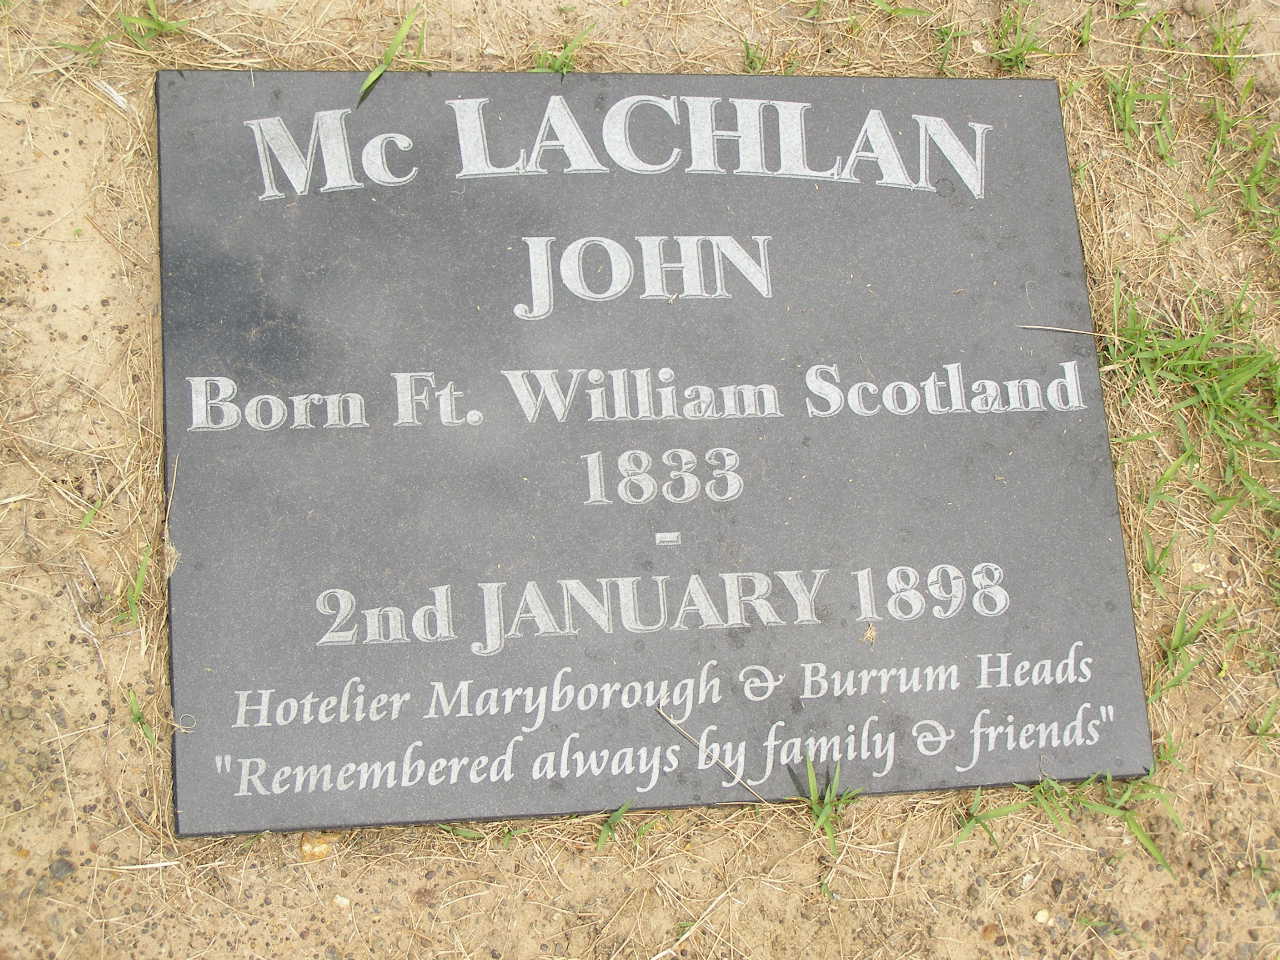 Mc LACHLAN
JOHN
Born Ft. William Scotland
1833
-
2nd JANUARY 1898
Hotelier Maryborough & Burrum Heads
"Remembered always by family & friends"